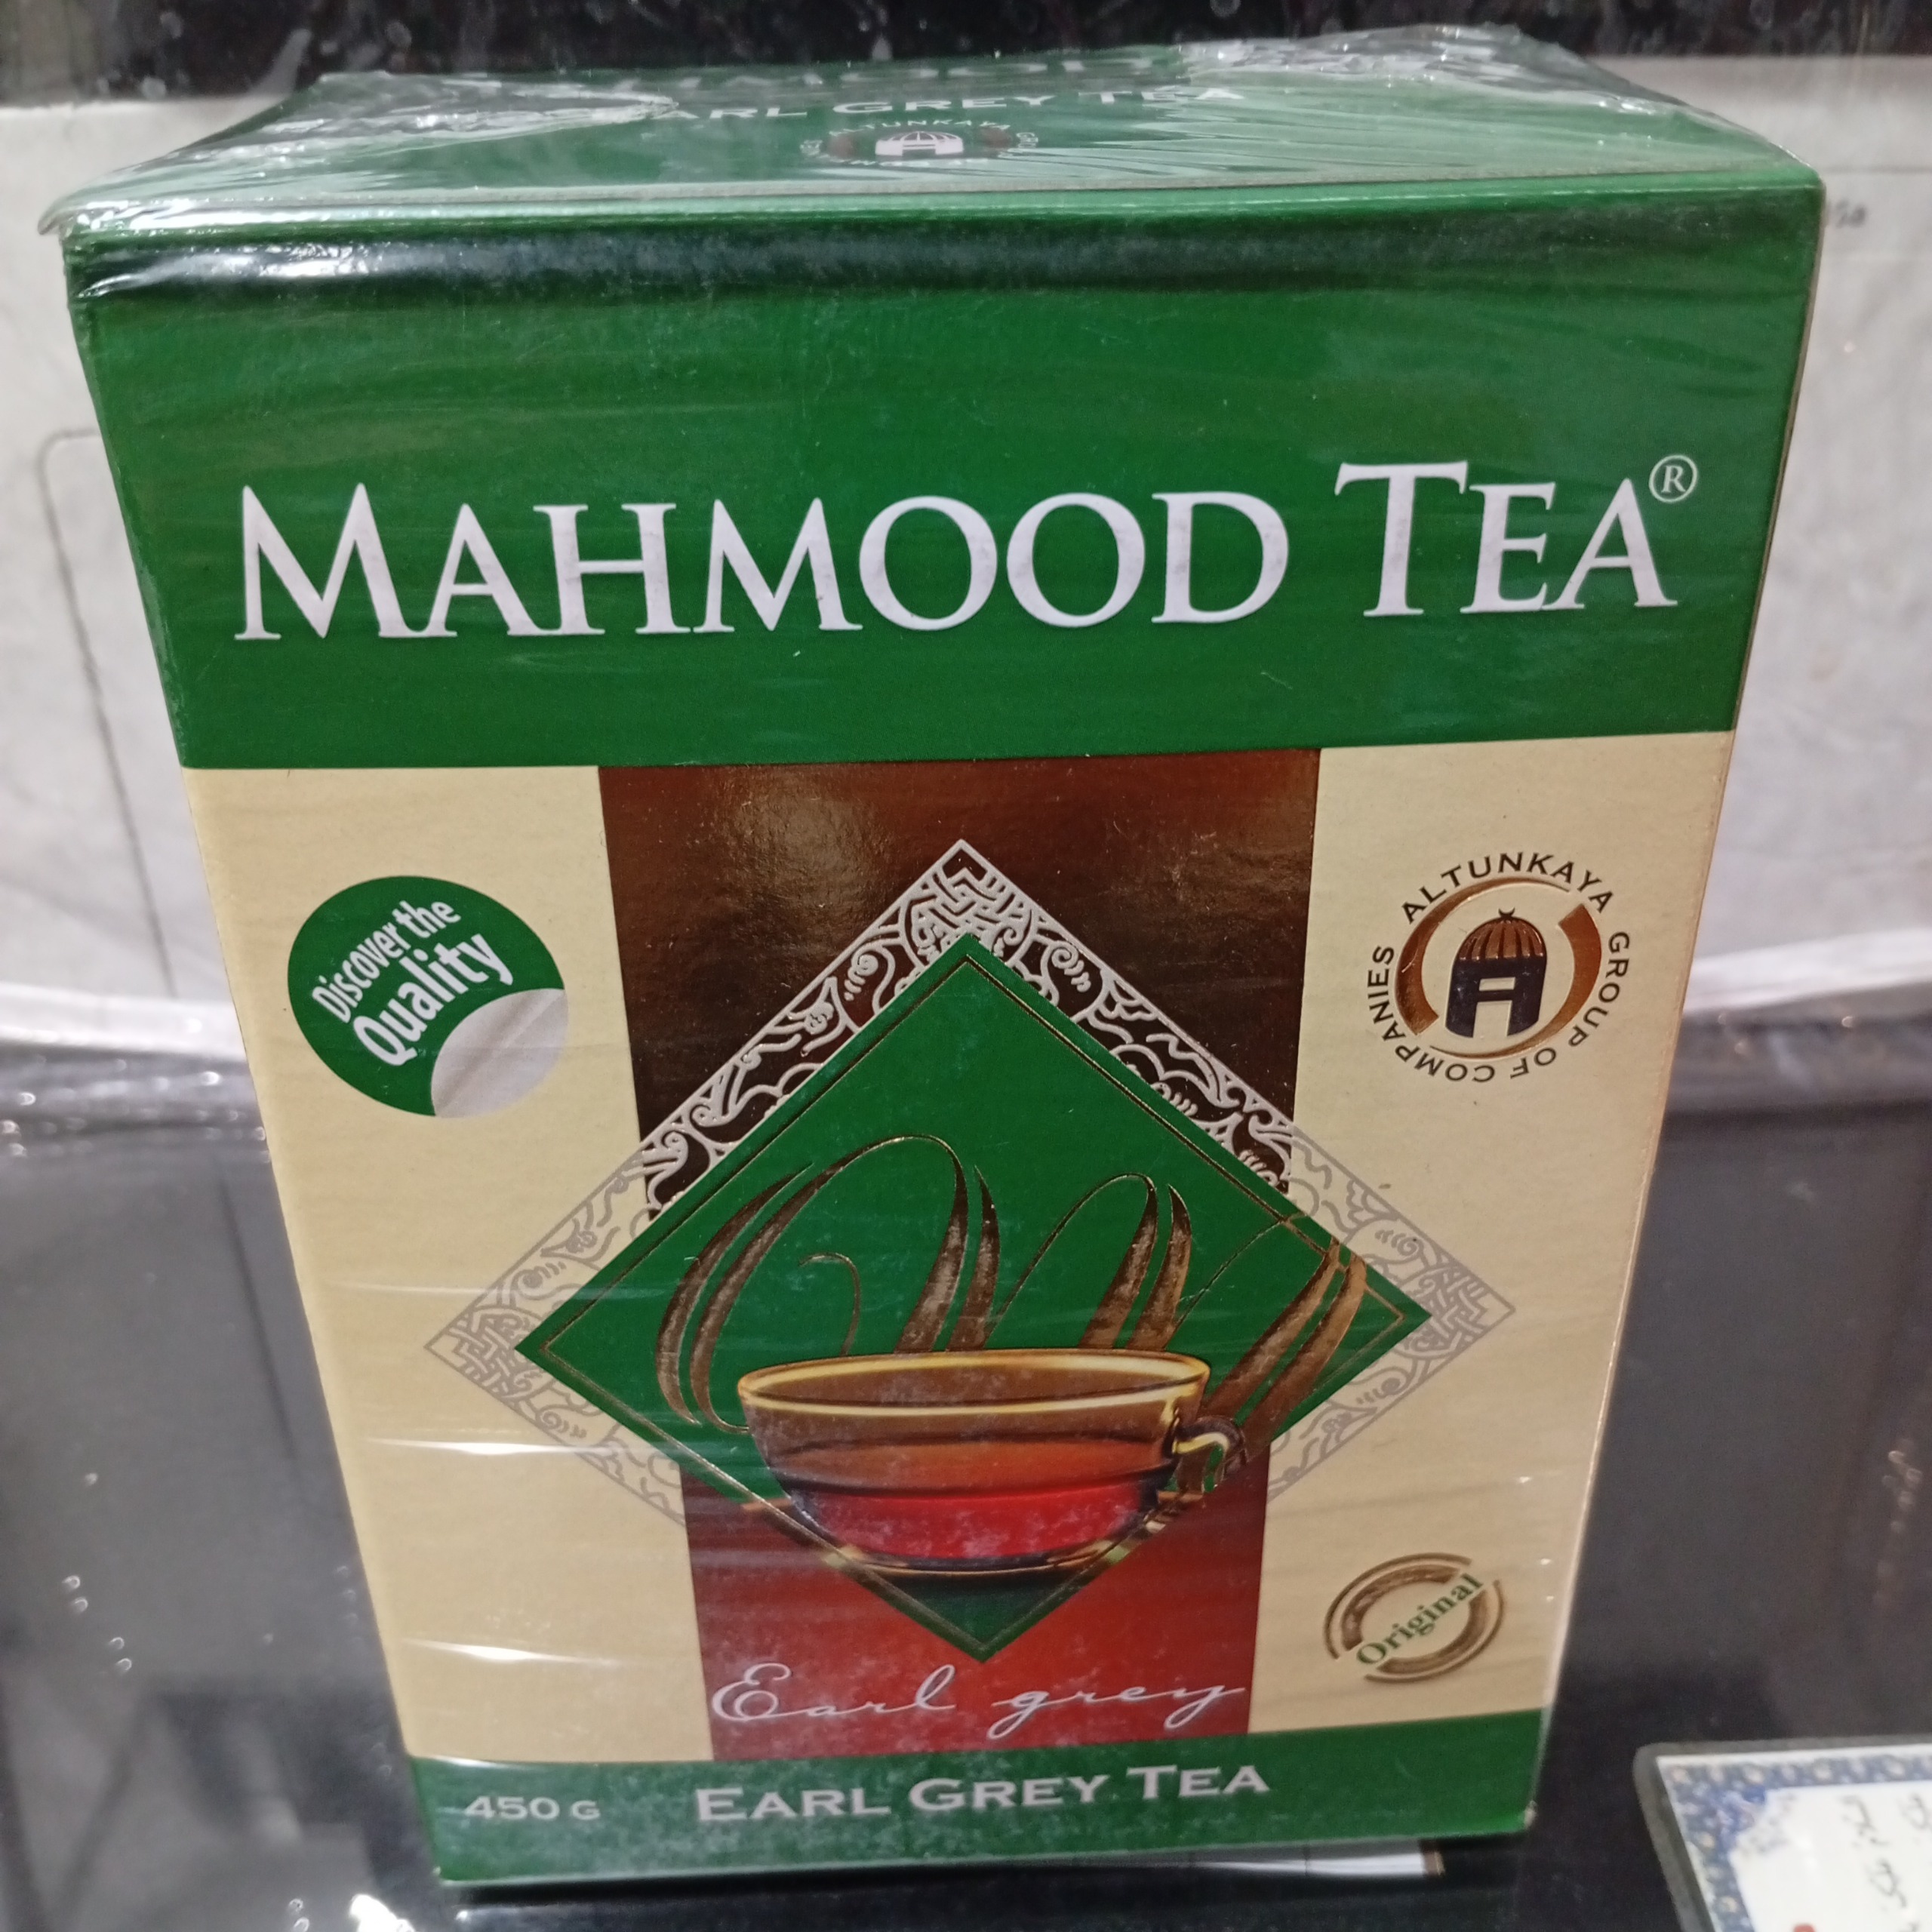 EARL GREY TEA
MAHMOOD TEA®
Discover the
Quality
ALTUNKAYA GROUP OF COMPANIES
Original
Earl grey
450 G
EARL GREY TEA